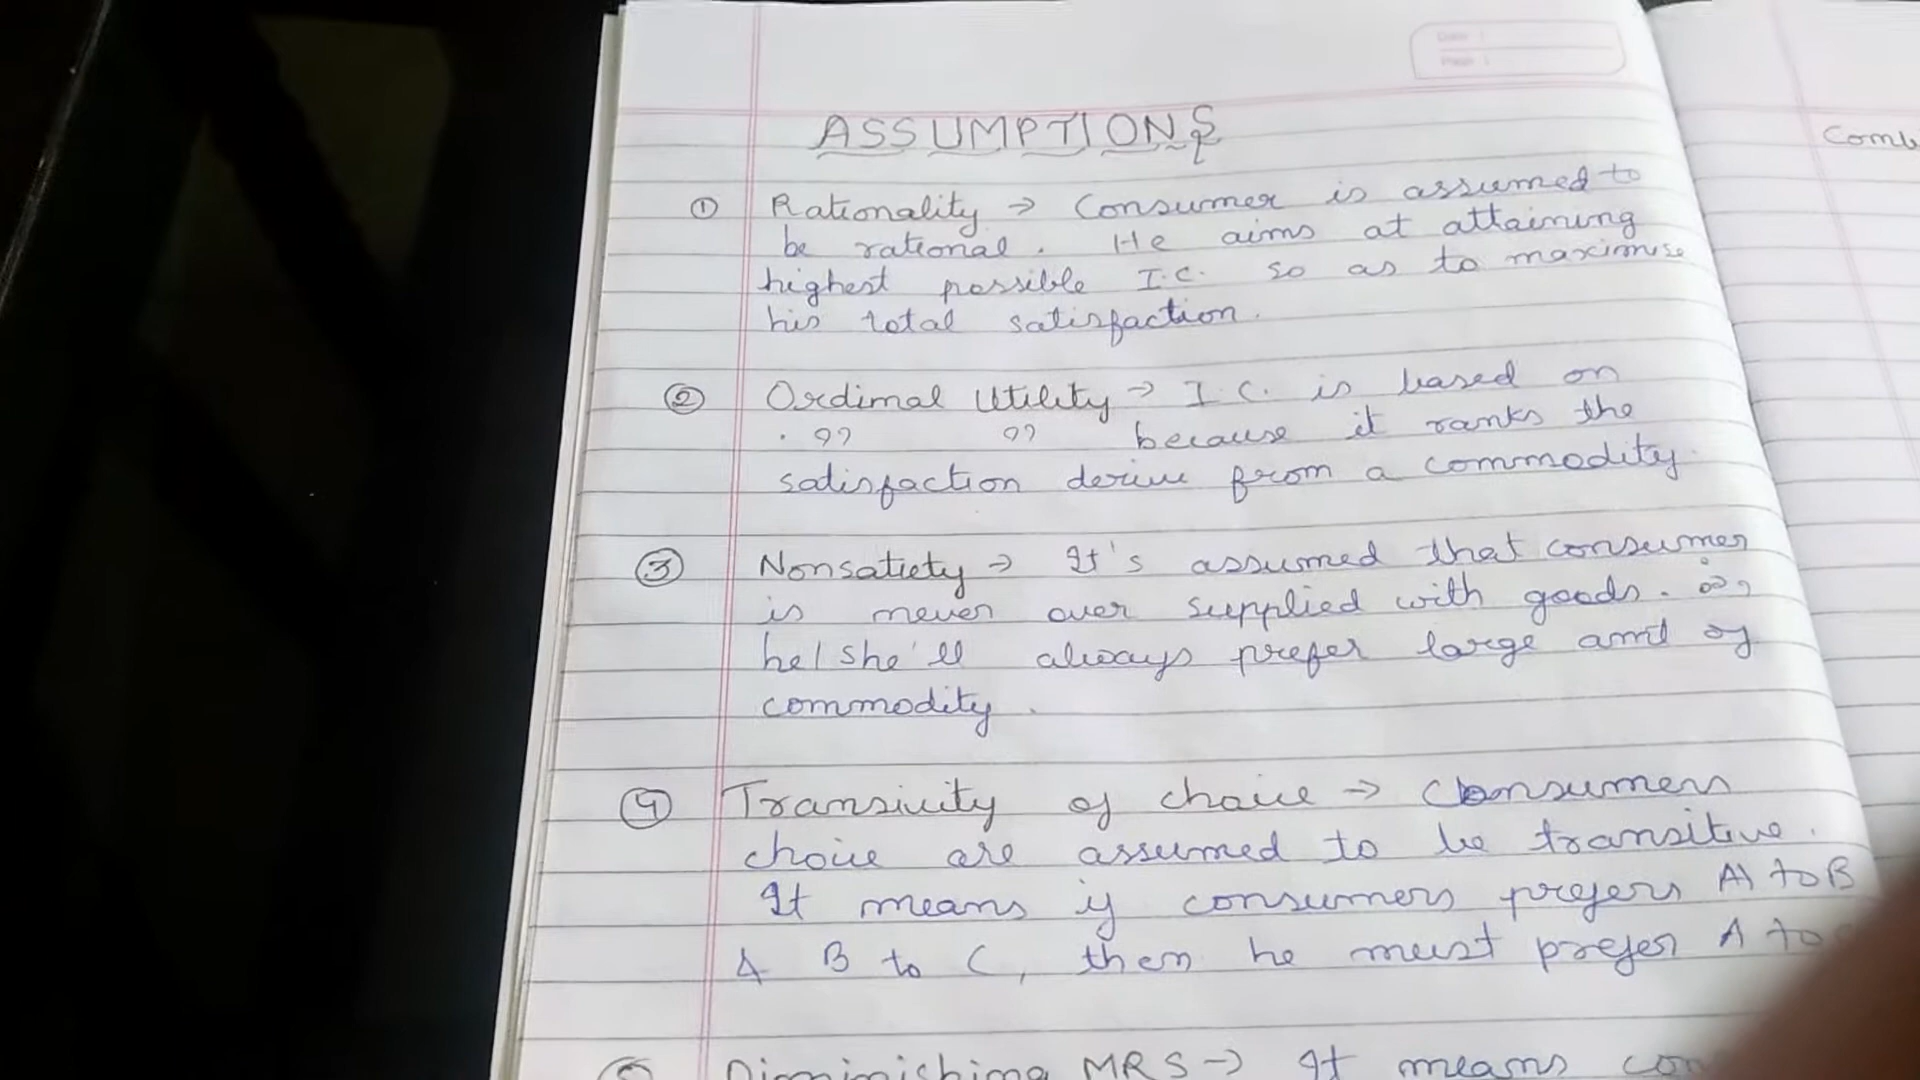 Date :
Page :
ASSUMPTIONS
① Rationality → Consumer is assumed to
be rational. He aims at attaining
highest possible I.C. so as to maximise
his total satisfaction.
② Ordinal Utility → I.C. is based on
" " because it ranks the
satisfaction derive from a commodity.
③ Nonsatiety → It's assumed that consumer
is never over supplied with goods.
he/she'll always prefer large amt of
commodity.
④ Transivity of choice → Consumers
choice are assumed to be transitive.
It means if consumers prefers A to B
& B to C, then he must prefer A to
Diminishing MRS → It means